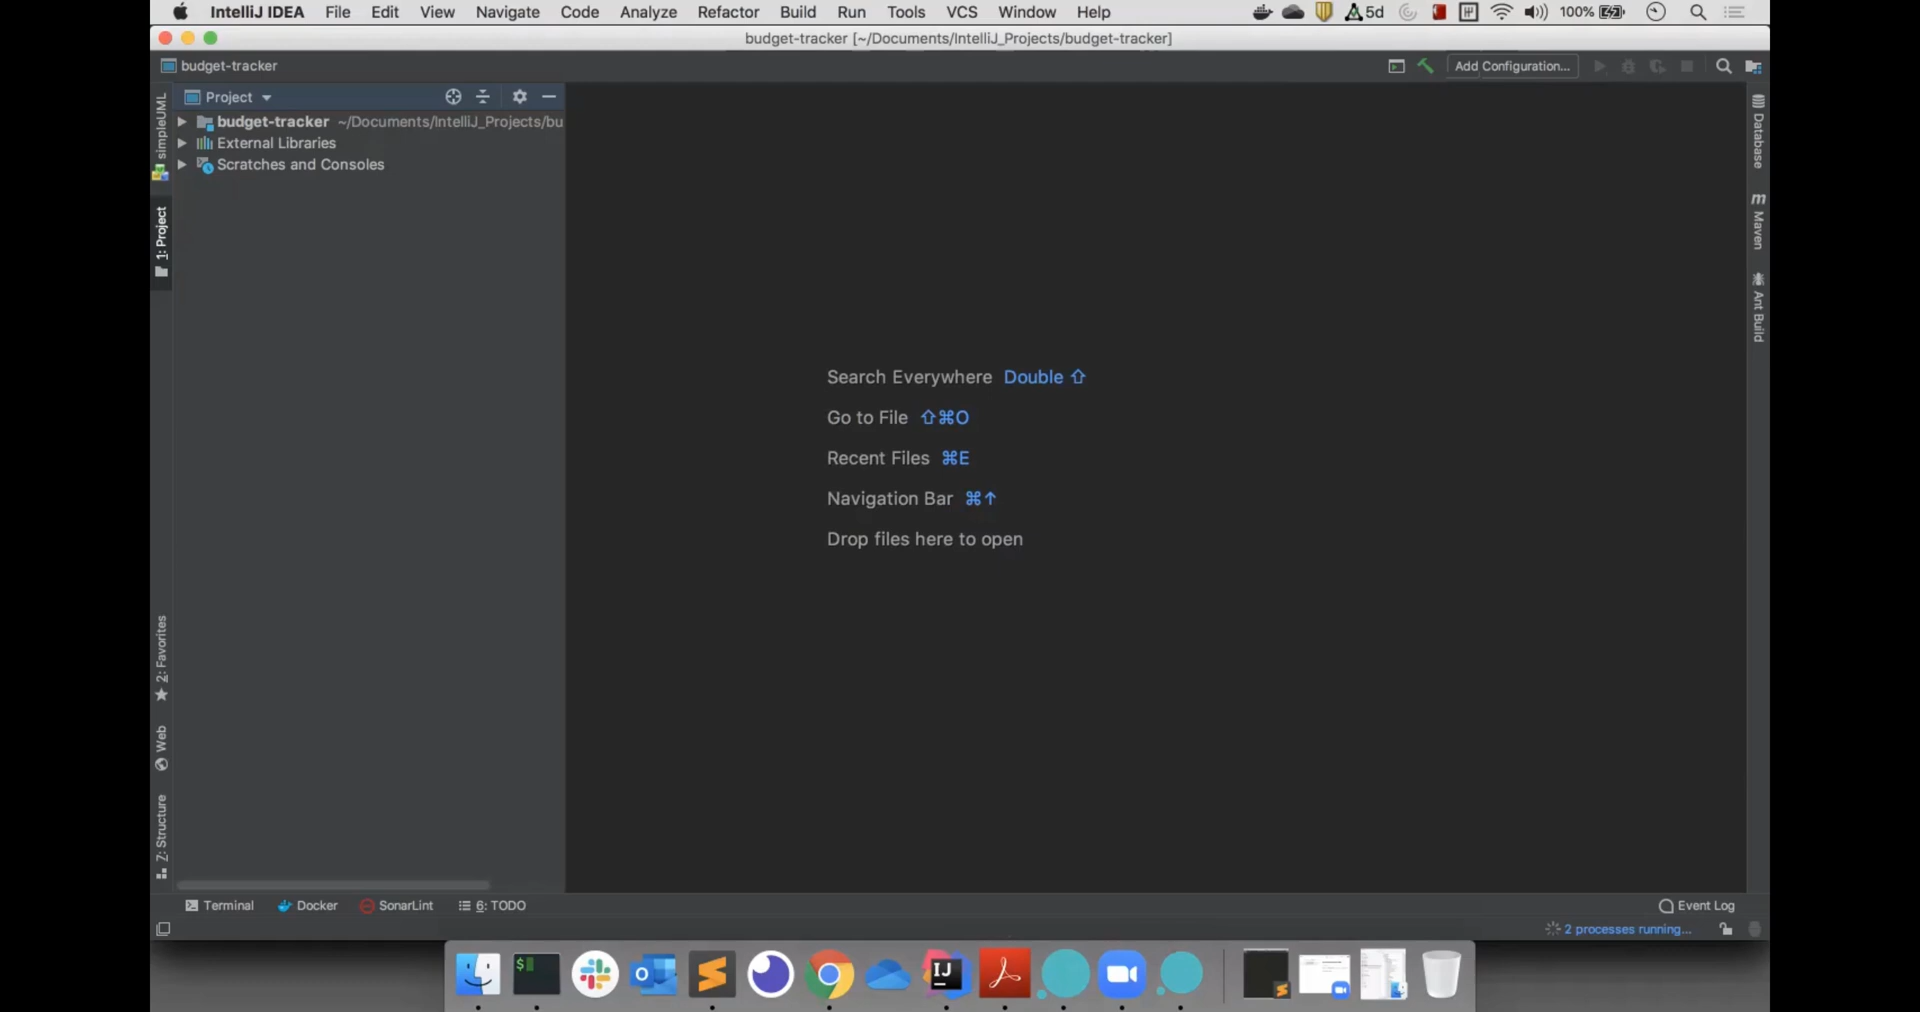 IntelliJ IDEA File Edit View Navigate Code Analyze Refactor Build Run Tools VCS Window Help 5d 100%
budget-tracker [~/Documents/IntelliJ_Projects/budget-tracker]
budget-tracker
Add Configuration...
Project
budget-tracker ~/Documents/IntelliJ_Projects/bu
External Libraries
Scratches and Consoles
simpleUML
1: Project
2: Favorites
Web
7: Structure
Search Everywhere Double ⇧
Go to File ⇧⌘O
Recent Files ⌘E
Navigation Bar ⌘↑
Drop files here to open
Database
m
Maven
Ant Build
Terminal Docker SonarLint 6: TODO
Event Log
2 processes running...
$
O
IJ